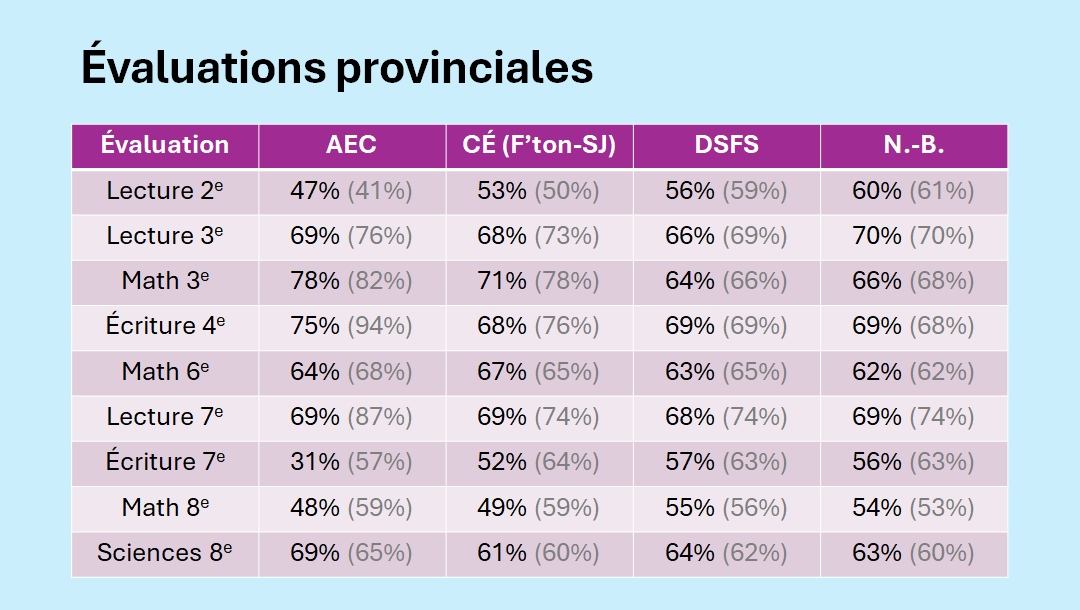 Évaluations provinciales
Évaluation AEC CÉ (F’ton-SJ) DSFS N.-B.
Lecture 2ᵉ 47% (41%) 53% (50%) 56% (59%) 60% (61%)
Lecture 3ᵉ 69% (76%) 68% (73%) 66% (69%) 70% (70%)
Math 3ᵉ 78% (82%) 71% (78%) 64% (66%) 66% (68%)
Écriture 4ᵉ 75% (94%) 68% (76%) 69% (69%) 69% (68%)
Math 6ᵉ 64% (68%) 67% (65%) 63% (65%) 62% (62%)
Lecture 7ᵉ 69% (87%) 69% (74%) 68% (74%) 69% (74%)
Écriture 7ᵉ 31% (57%) 52% (64%) 57% (63%) 56% (63%)
Math 8ᵉ 48% (59%) 49% (59%) 55% (56%) 54% (53%)
Sciences 8ᵉ 69% (65%) 61% (60%) 64% (62%) 63% (60%)